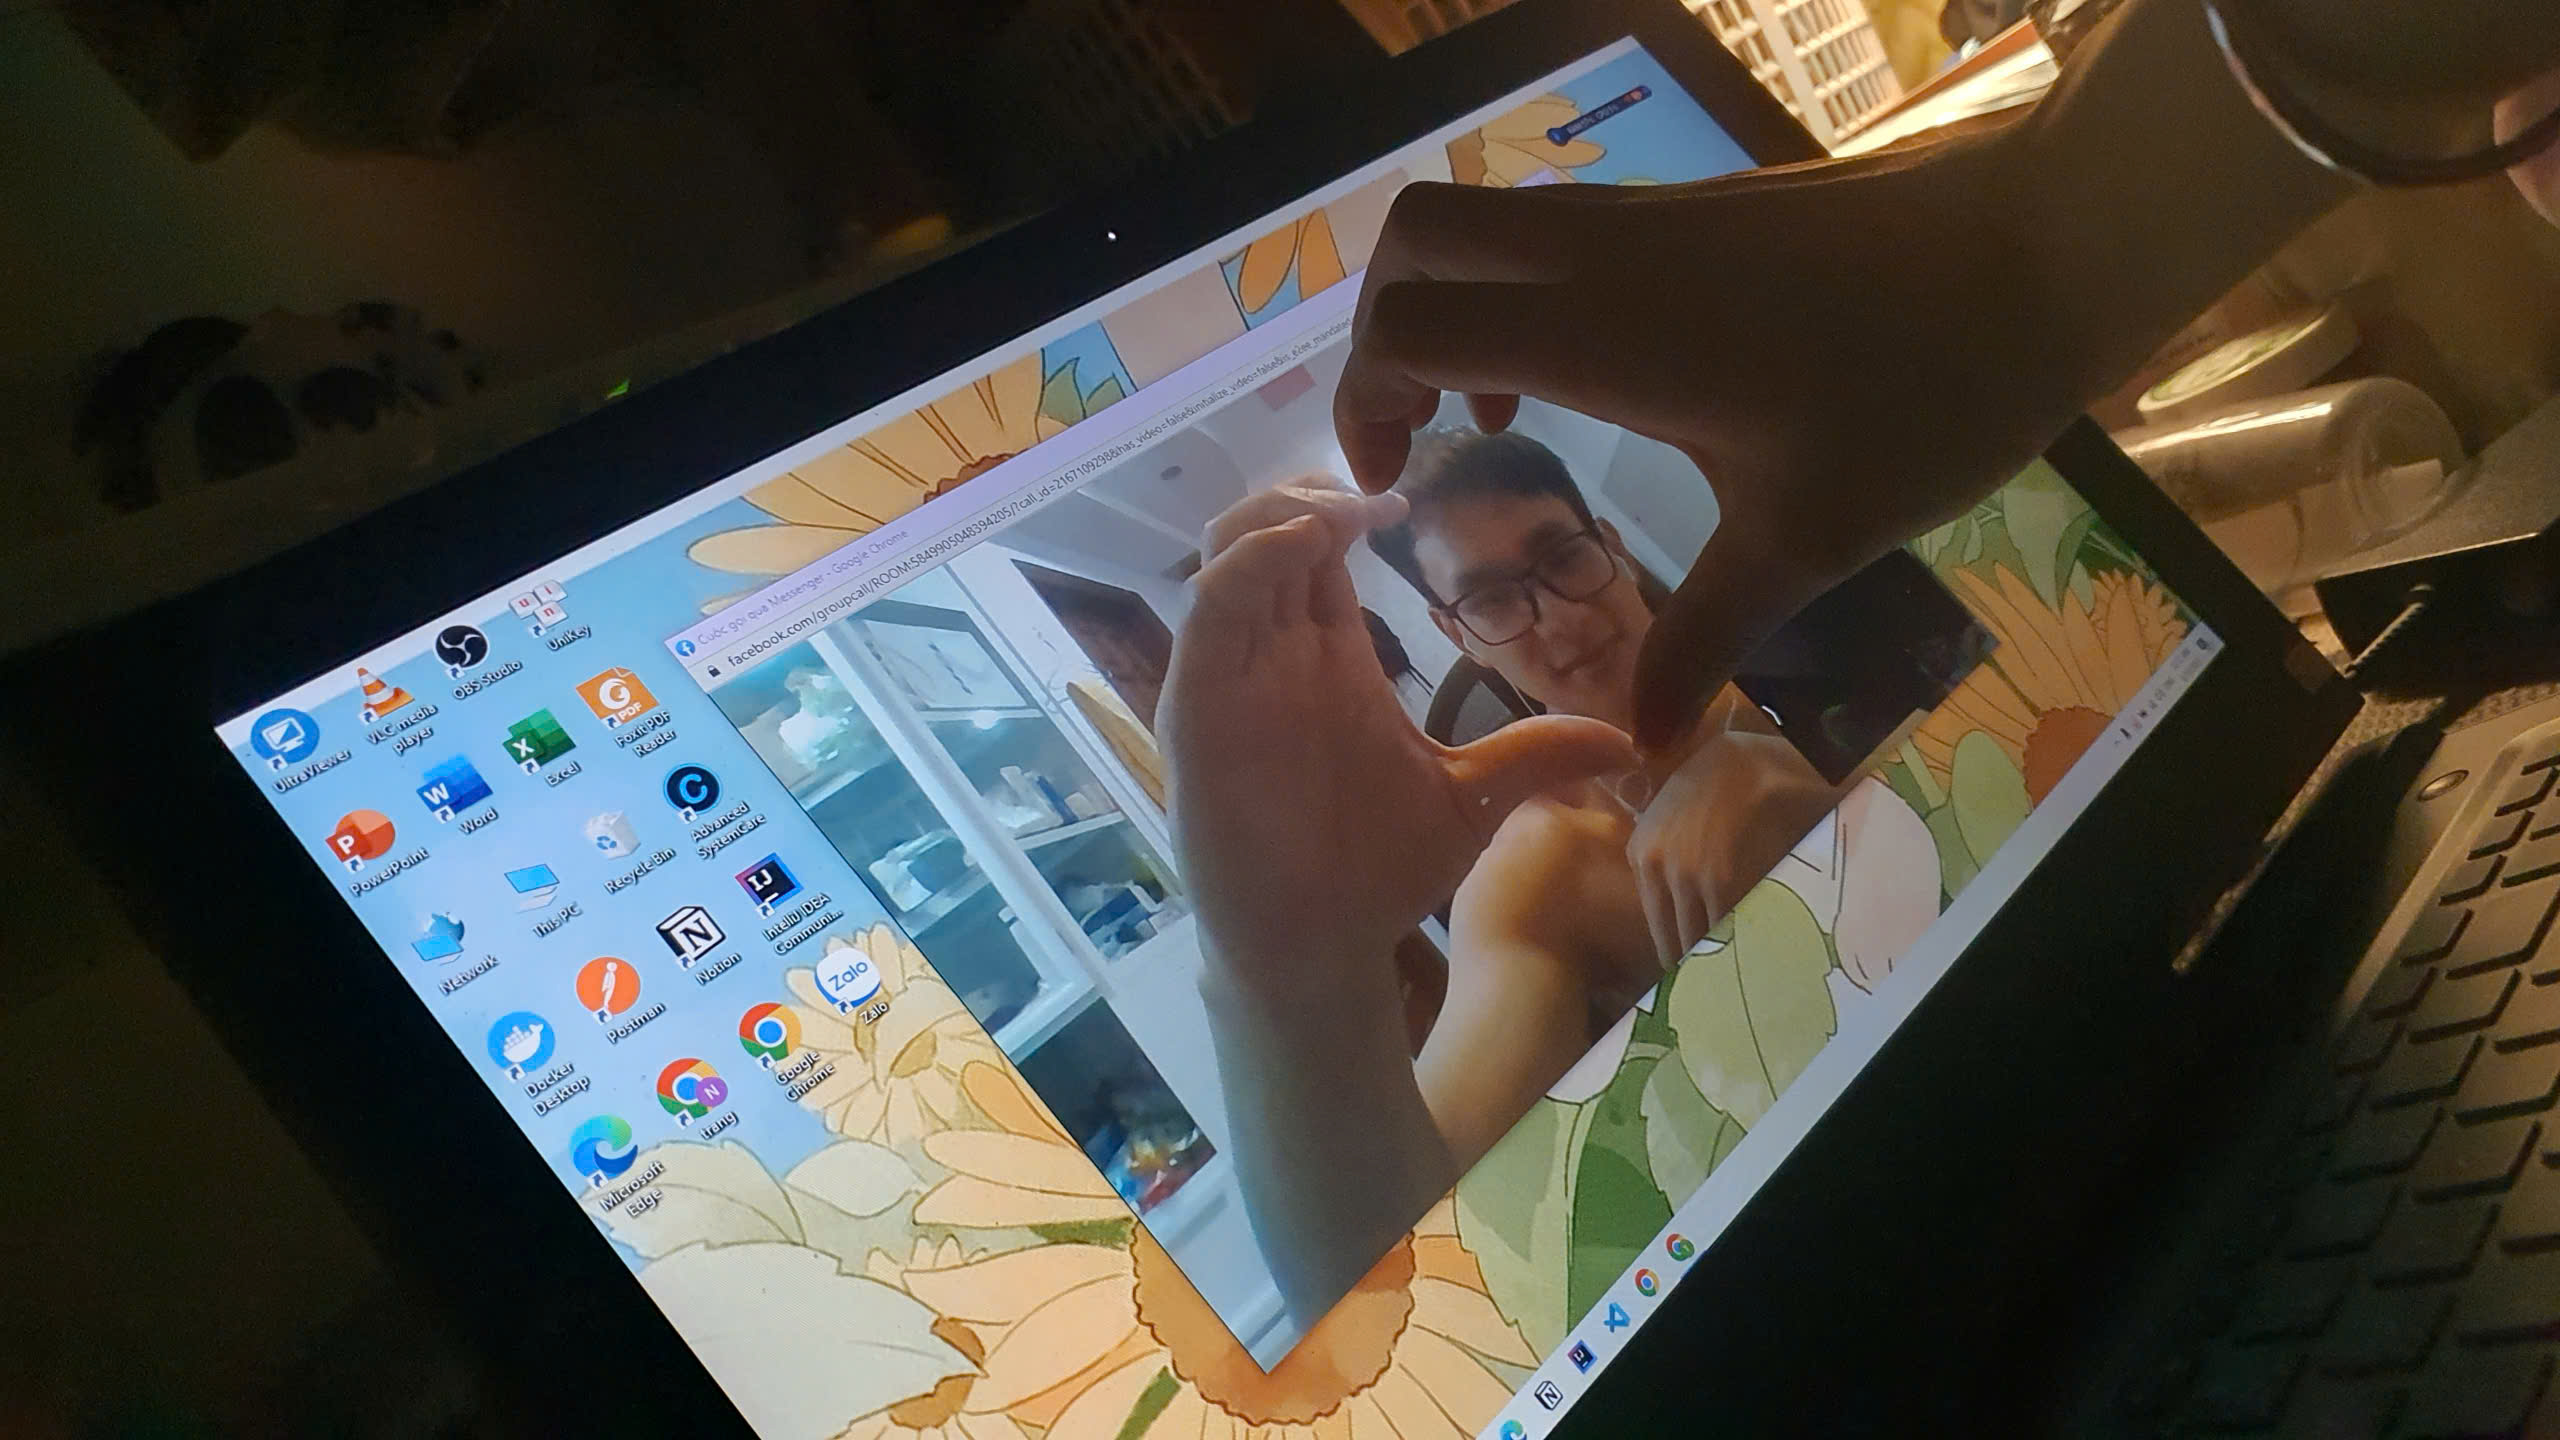 Cuộc gọi qua Messenger - Google Chrome
facebook.com/groupcall/ROOM:5849905048394205/?call_id=2167109298&has_video=false&initialize_video=false&is_e2ee_mandated
UltraViewer
VLC media
player
OBS Studio
UniKey
PowerPoint
Word
Excel
Foxit PDF
Reader
Network
This PC
Recycle Bin
Advanced
SystemCare
Docker
Desktop
Postman
Notion
IntelliJ IDEA
Communi...
Microsoft
Edge
trang
Google
Chrome
Zalo
Zalo